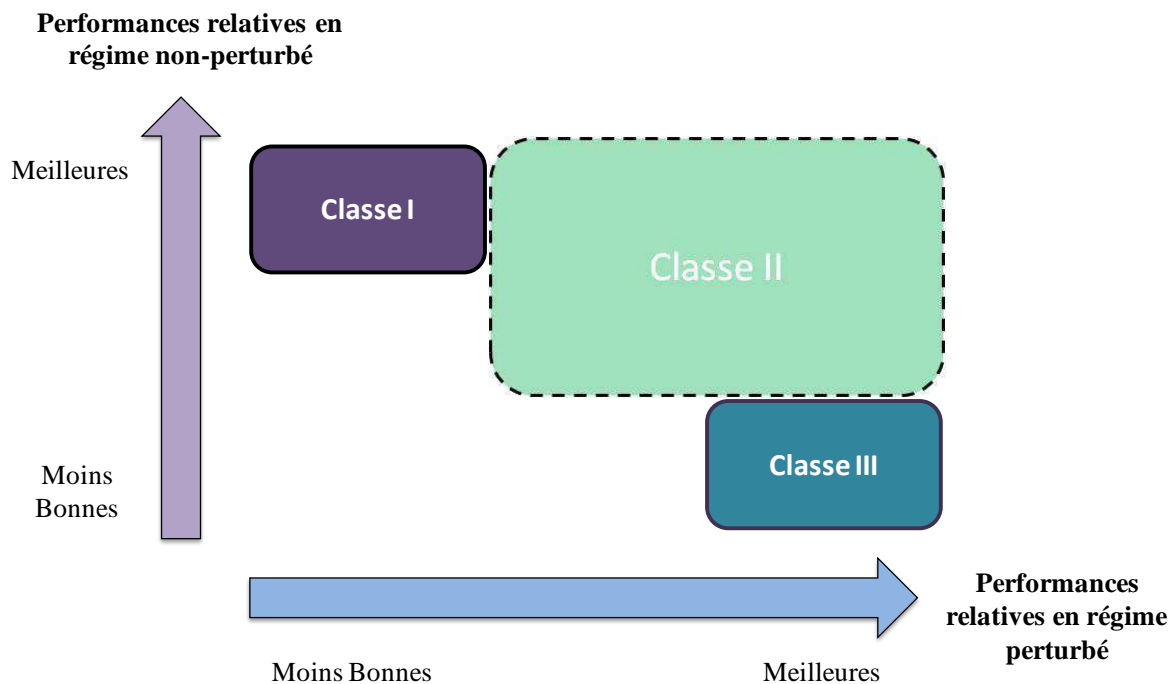 Performances relatives en
régime non-perturbé
Meilleures
Classe I
Classe II
Moins
Bonnes
Classe III
Performances
relatives en régime
perturbé
Moins Bonnes
Meilleures